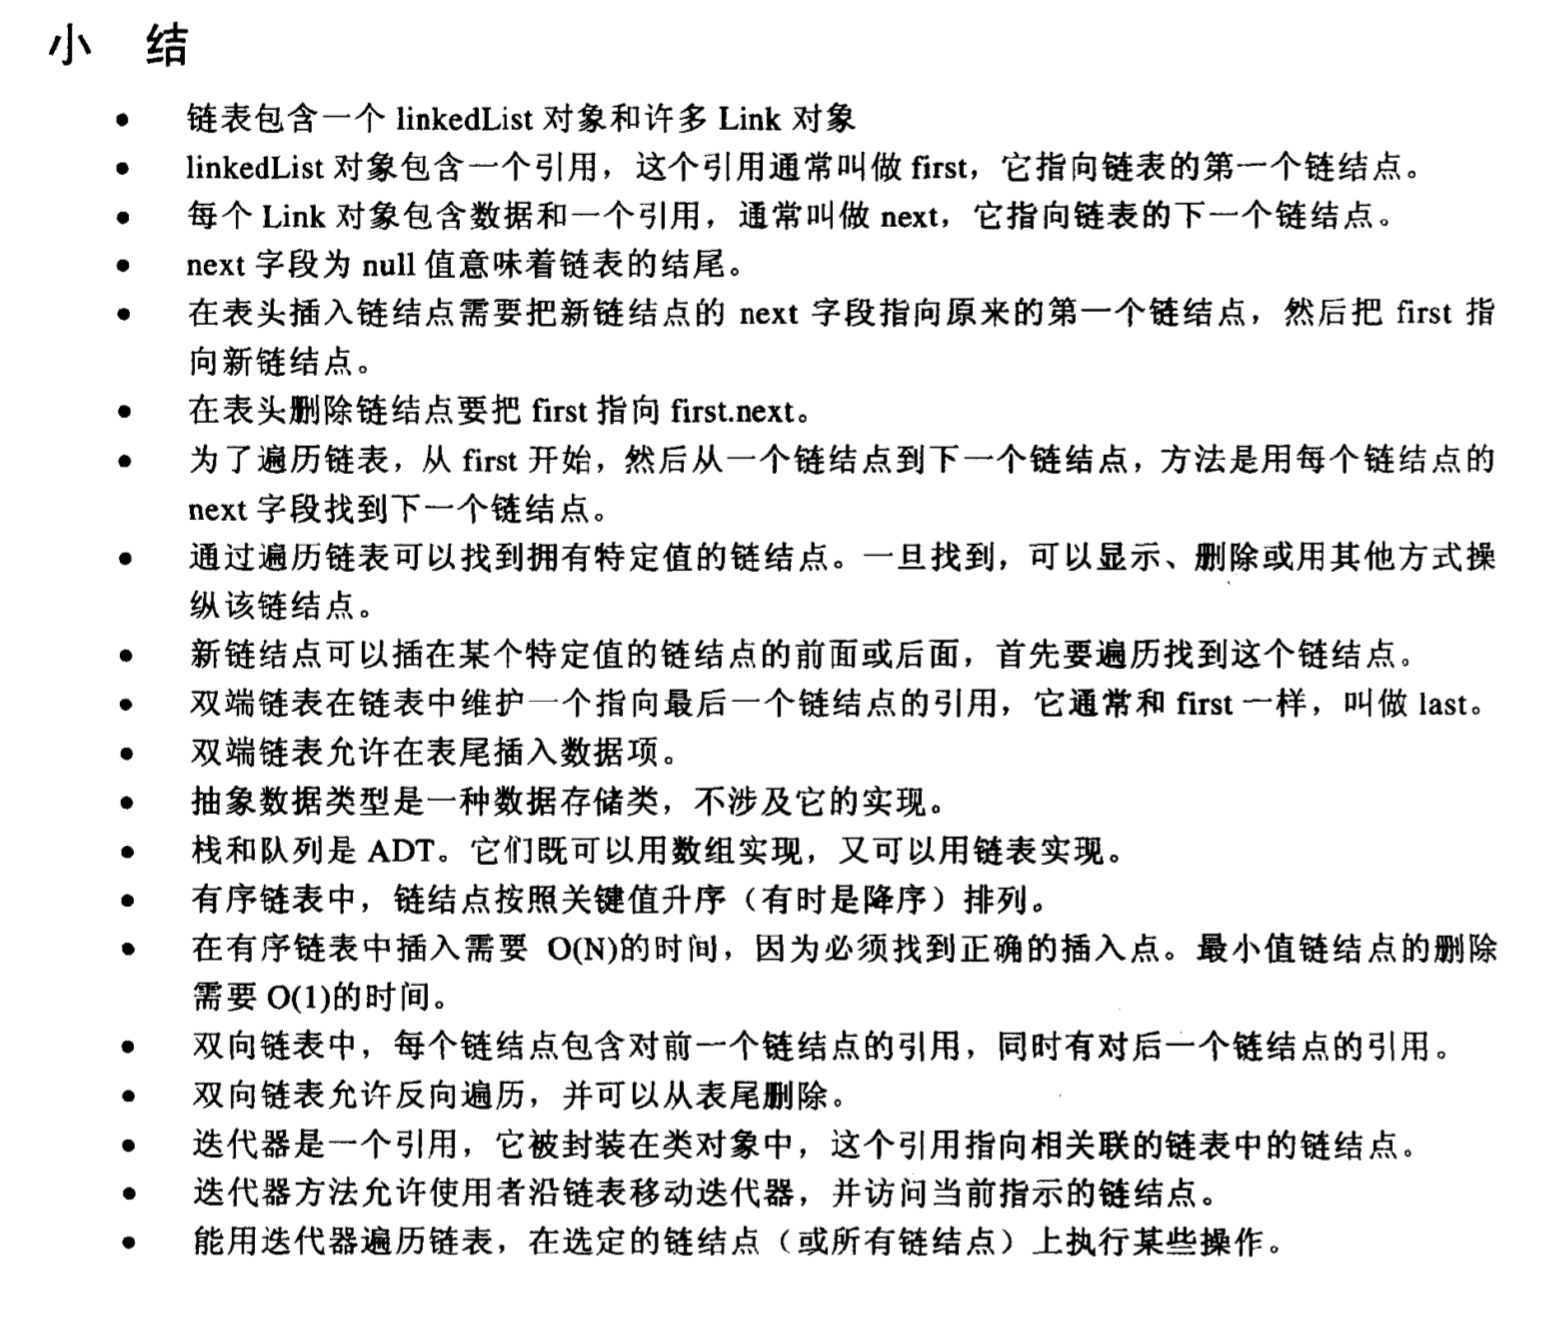 小 结
• 链表包含一个 linkedList 对象和许多 Link 对象
• linkedList 对象包含一个引用，这个引用通常叫做 first，它指向链表的第一个链结点。
• 每个 Link 对象包含数据和一个引用，通常叫做 next，它指向链表的下一个链结点。
• next 字段为 null 值意味着链表的结尾。
• 在表头插入链结点需要把新链结点的 next 字段指向原来的第一个链结点，然后把 first 指
向新链结点。
• 在表头删除链结点要把 first 指向 first.next。
• 为了遍历链表，从 first 开始，然后从一个链结点到下一个链结点，方法是用每个链结点的
next 字段找到下一个链结点。
• 通过遍历链表可以找到拥有特定值的链结点。一旦找到，可以显示、删除或用其他方式操
纵该链结点。
• 新链结点可以插在某个特定值的链结点的前面或后面，首先要遍历找到这个链结点。
• 双端链表在链表中维护一个指向最后一个链结点的引用，它通常和 first 一样，叫做 last。
• 双端链表允许在表尾插入数据项。
• 抽象数据类型是一种数据存储类，不涉及它的实现。
• 栈和队列是 ADT。它们既可以用数组实现，又可以用链表实现。
• 有序链表中，链结点按照关键值升序（有时是降序）排列。
• 在有序链表中插入需要 O(N)的时间，因为必须找到正确的插入点。最小值链结点的删除
需要 O(1)的时间。
• 双向链表中，每个链结点包含对前一个链结点的引用，同时有对后一个链结点的引用。
• 双向链表允许反向遍历，并可以从表尾删除。
• 迭代器是一个引用，它被封装在类对象中，这个引用指向相关联的链表中的链结点。
• 迭代器方法允许使用者沿链表移动迭代器，并访问当前指示的链结点。
• 能用迭代器遍历链表，在选定的链结点（或所有链结点）上执行某些操作。